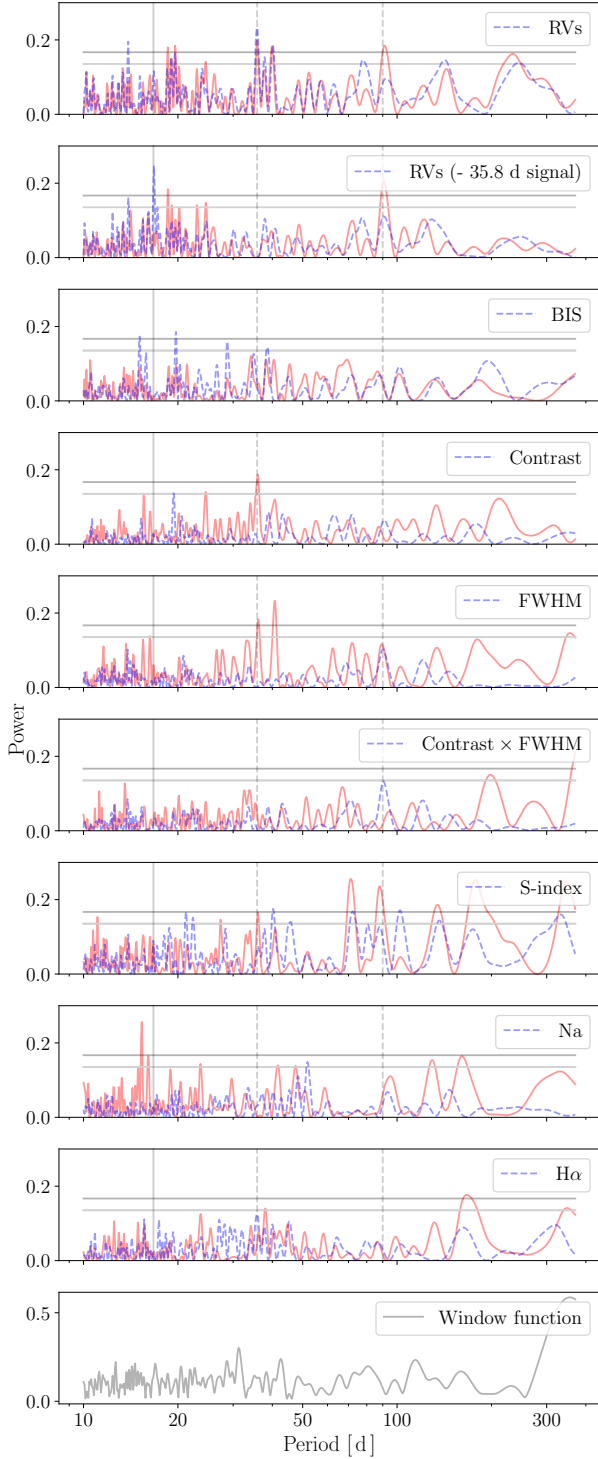 0.2
RVs
0.0
0.2
RVs (- 35.8 d signal)
0.0
0.2
BIS
0.0
0.2
Contrast
0.0
0.2
FWHM
0.0
Power
0.2
Contrast × FWHM
0.0
0.2
S-index
0.0
0.2
Na
0.0
0.2
Hα
0.0
0.5
Window function
0.0
10 20 50 100 300
Period [d]